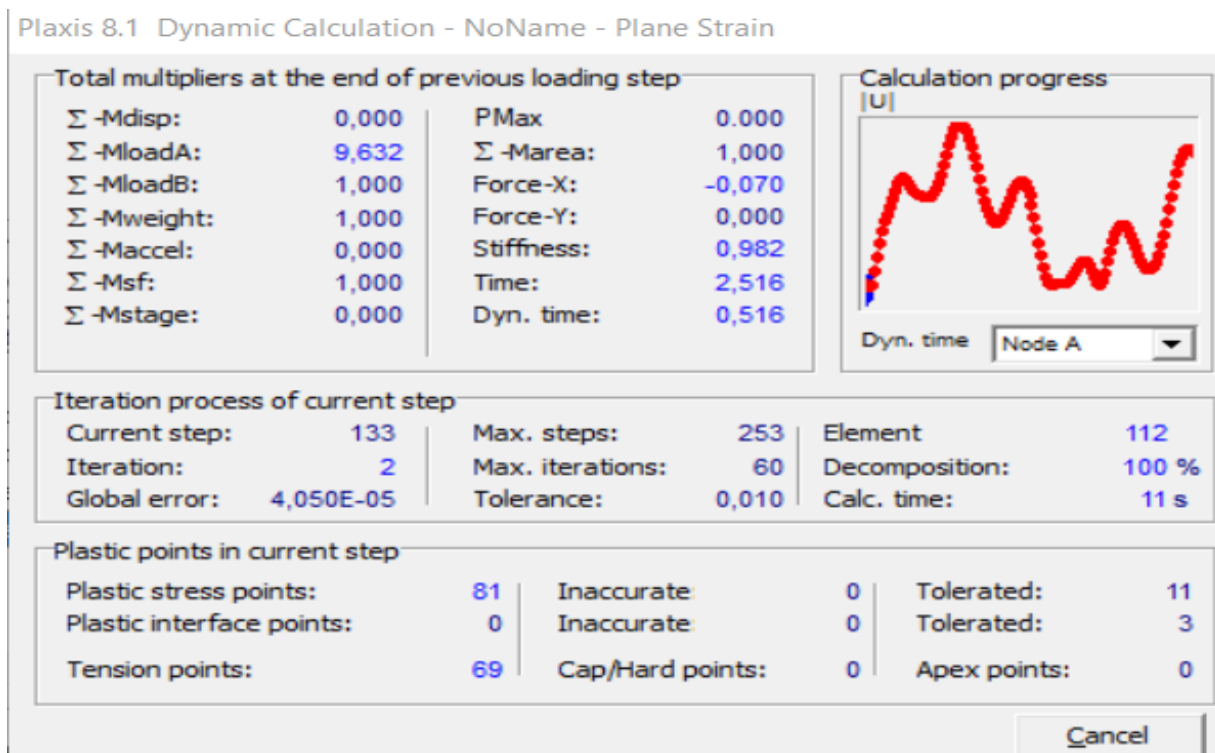 Plaxis 8.1 Dynamic Calculation - NoName - Plane Strain
Total multipliers at the end of previous loading step
Σ -Mdisp: 0,000 PMax 0.000
Σ -MloadA: 9,632 Σ -Marea: 1,000
Σ -MloadB: 1,000 Force-X: -0,070
Σ -Mweight: 1,000 Force-Y: 0,000
Σ -Maccel: 0,000 Stiffness: 0,982
Σ -Msf: 1,000 Time: 2,516
Σ -Mstage: 0,000 Dyn. time: 0,516
Calculation progress
|U|
Dyn. time Node A
Iteration process of current step
Current step: 133 Max. steps: 253 Element 112
Iteration: 2 Max. iterations: 60 Decomposition: 100 %
Global error: 4,050E-05 Tolerance: 0,010 Calc. time: 11 s
Plastic points in current step
Plastic stress points: 81 Inaccurate: 0 Tolerated: 11
Plastic interface points: 0 Inaccurate: 0 Tolerated: 3
Tension points: 69 Cap/Hard points: 0 Apex points: 0
Cancel